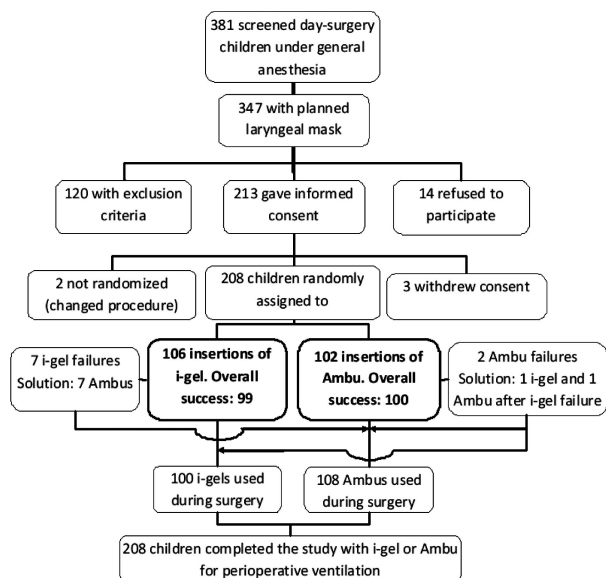 381 screened day-surgery
children under general
anesthesia
347 with planned
laryngeal mask
120 with exclusion
criteria
213 gave informed
consent
14 refused to
participate
2 not randomized
(changed procedure)
208 children randomly
assigned to
3 withdrew consent
7 i-gel failures
Solution: 7 Ambus
106 insertions of
i-gel. Overall
success: 99
102 insertions of
Ambu. Overall
success: 100
2 Ambu failures
Solution: 1 i-gel and 1
Ambu after i-gel failure
100 i-gels used
during surgery
108 Ambus used
during surgery
208 children completed the study with i-gel or Ambu
for perioperative ventilation